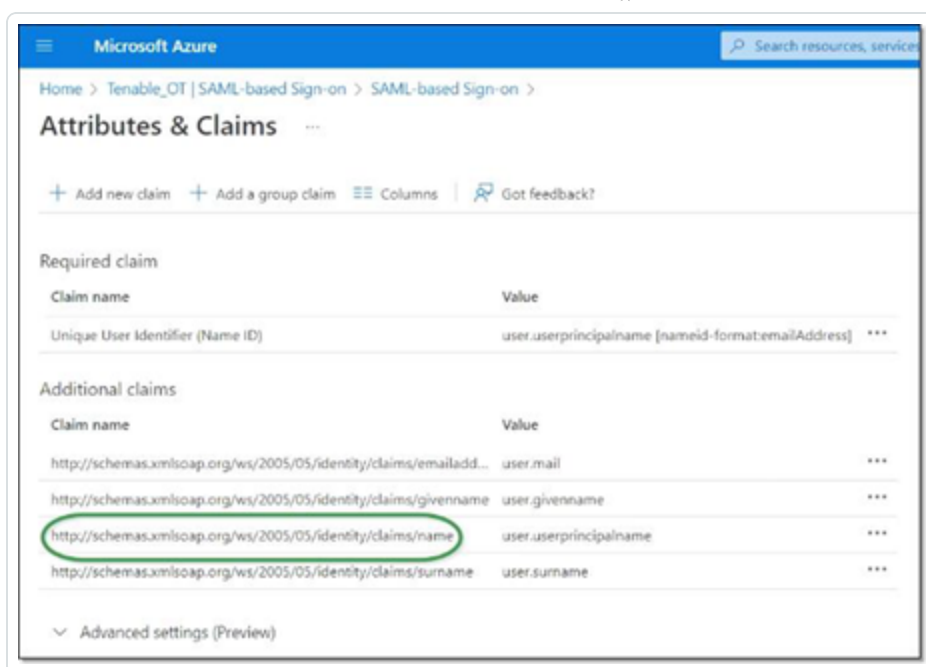 Microsoft Azure
Search resources, services
Home > Tenable_OT | SAML-based Sign-on > SAML-based Sign-on >
Attributes & Claims ...
+ Add new claim + Add a group claim Columns Got feedback?
Required claim
Claim name Value
Unique User Identifier (Name ID) user.userprincipalname [nameid-format:emailAddress] ...
Additional claims
Claim name Value
http://schemas.xmlsoap.org/ws/2005/05/identity/claims/emailadd... user.mail ...
http://schemas.xmlsoap.org/ws/2005/05/identity/claims/givenname user.givenname ...
http://schemas.xmlsoap.org/ws/2005/05/identity/claims/name user.userprincipalname ...
http://schemas.xmlsoap.org/ws/2005/05/identity/claims/surname user.surname ...
Advanced settings (Preview)